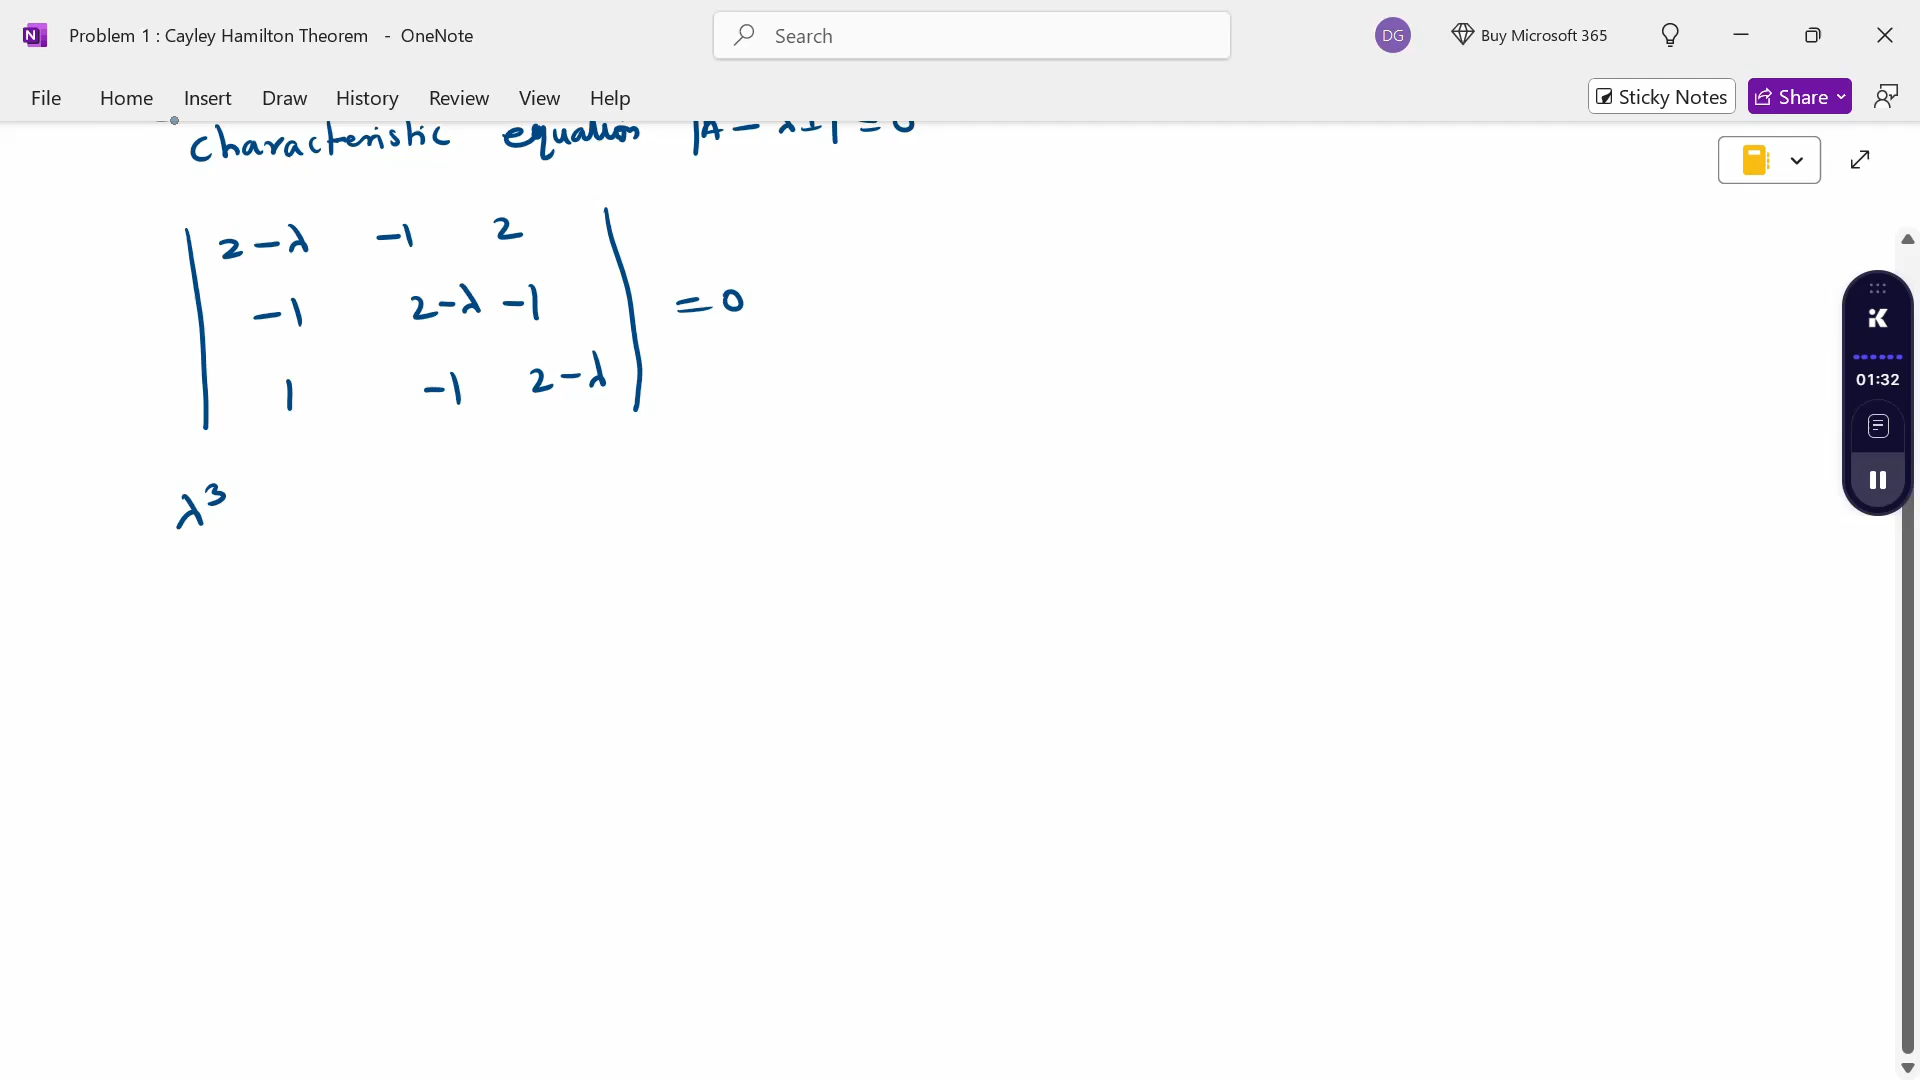 Problem 1 : Cayley Hamilton Theorem - OneNote
Search
DG
Buy Microsoft 365
File Home Insert Draw History Review View Help
Sticky Notes
Share
characteristic equation |A - λI| = 0
2-λ -1 2
-1 2-λ -1 = 0
1 -1 2-λ
01:32
λ³